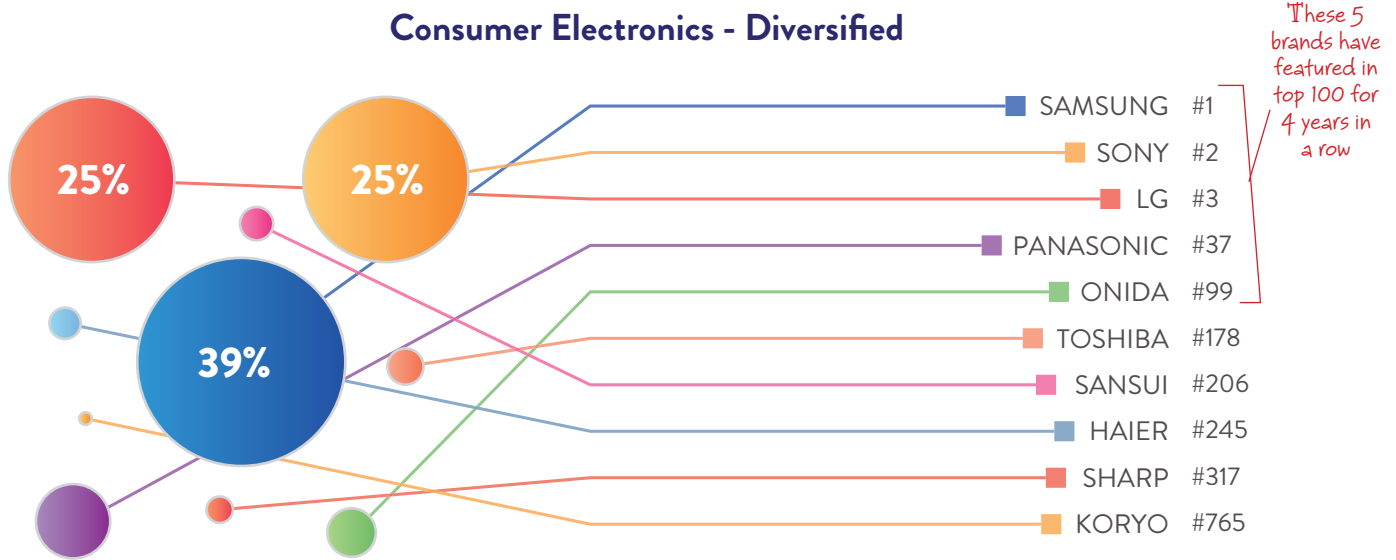 Consumer Electronics - Diversified
These 5
brands have
featured in
top 100 for
4 years in
a row
25%
25%
39%
SAMSUNG #1
SONY #2
LG #3
PANASONIC #37
ONIDA #99
TOSHIBA #178
SANSUI #206
HAIER #245
SHARP #317
KORYO #765